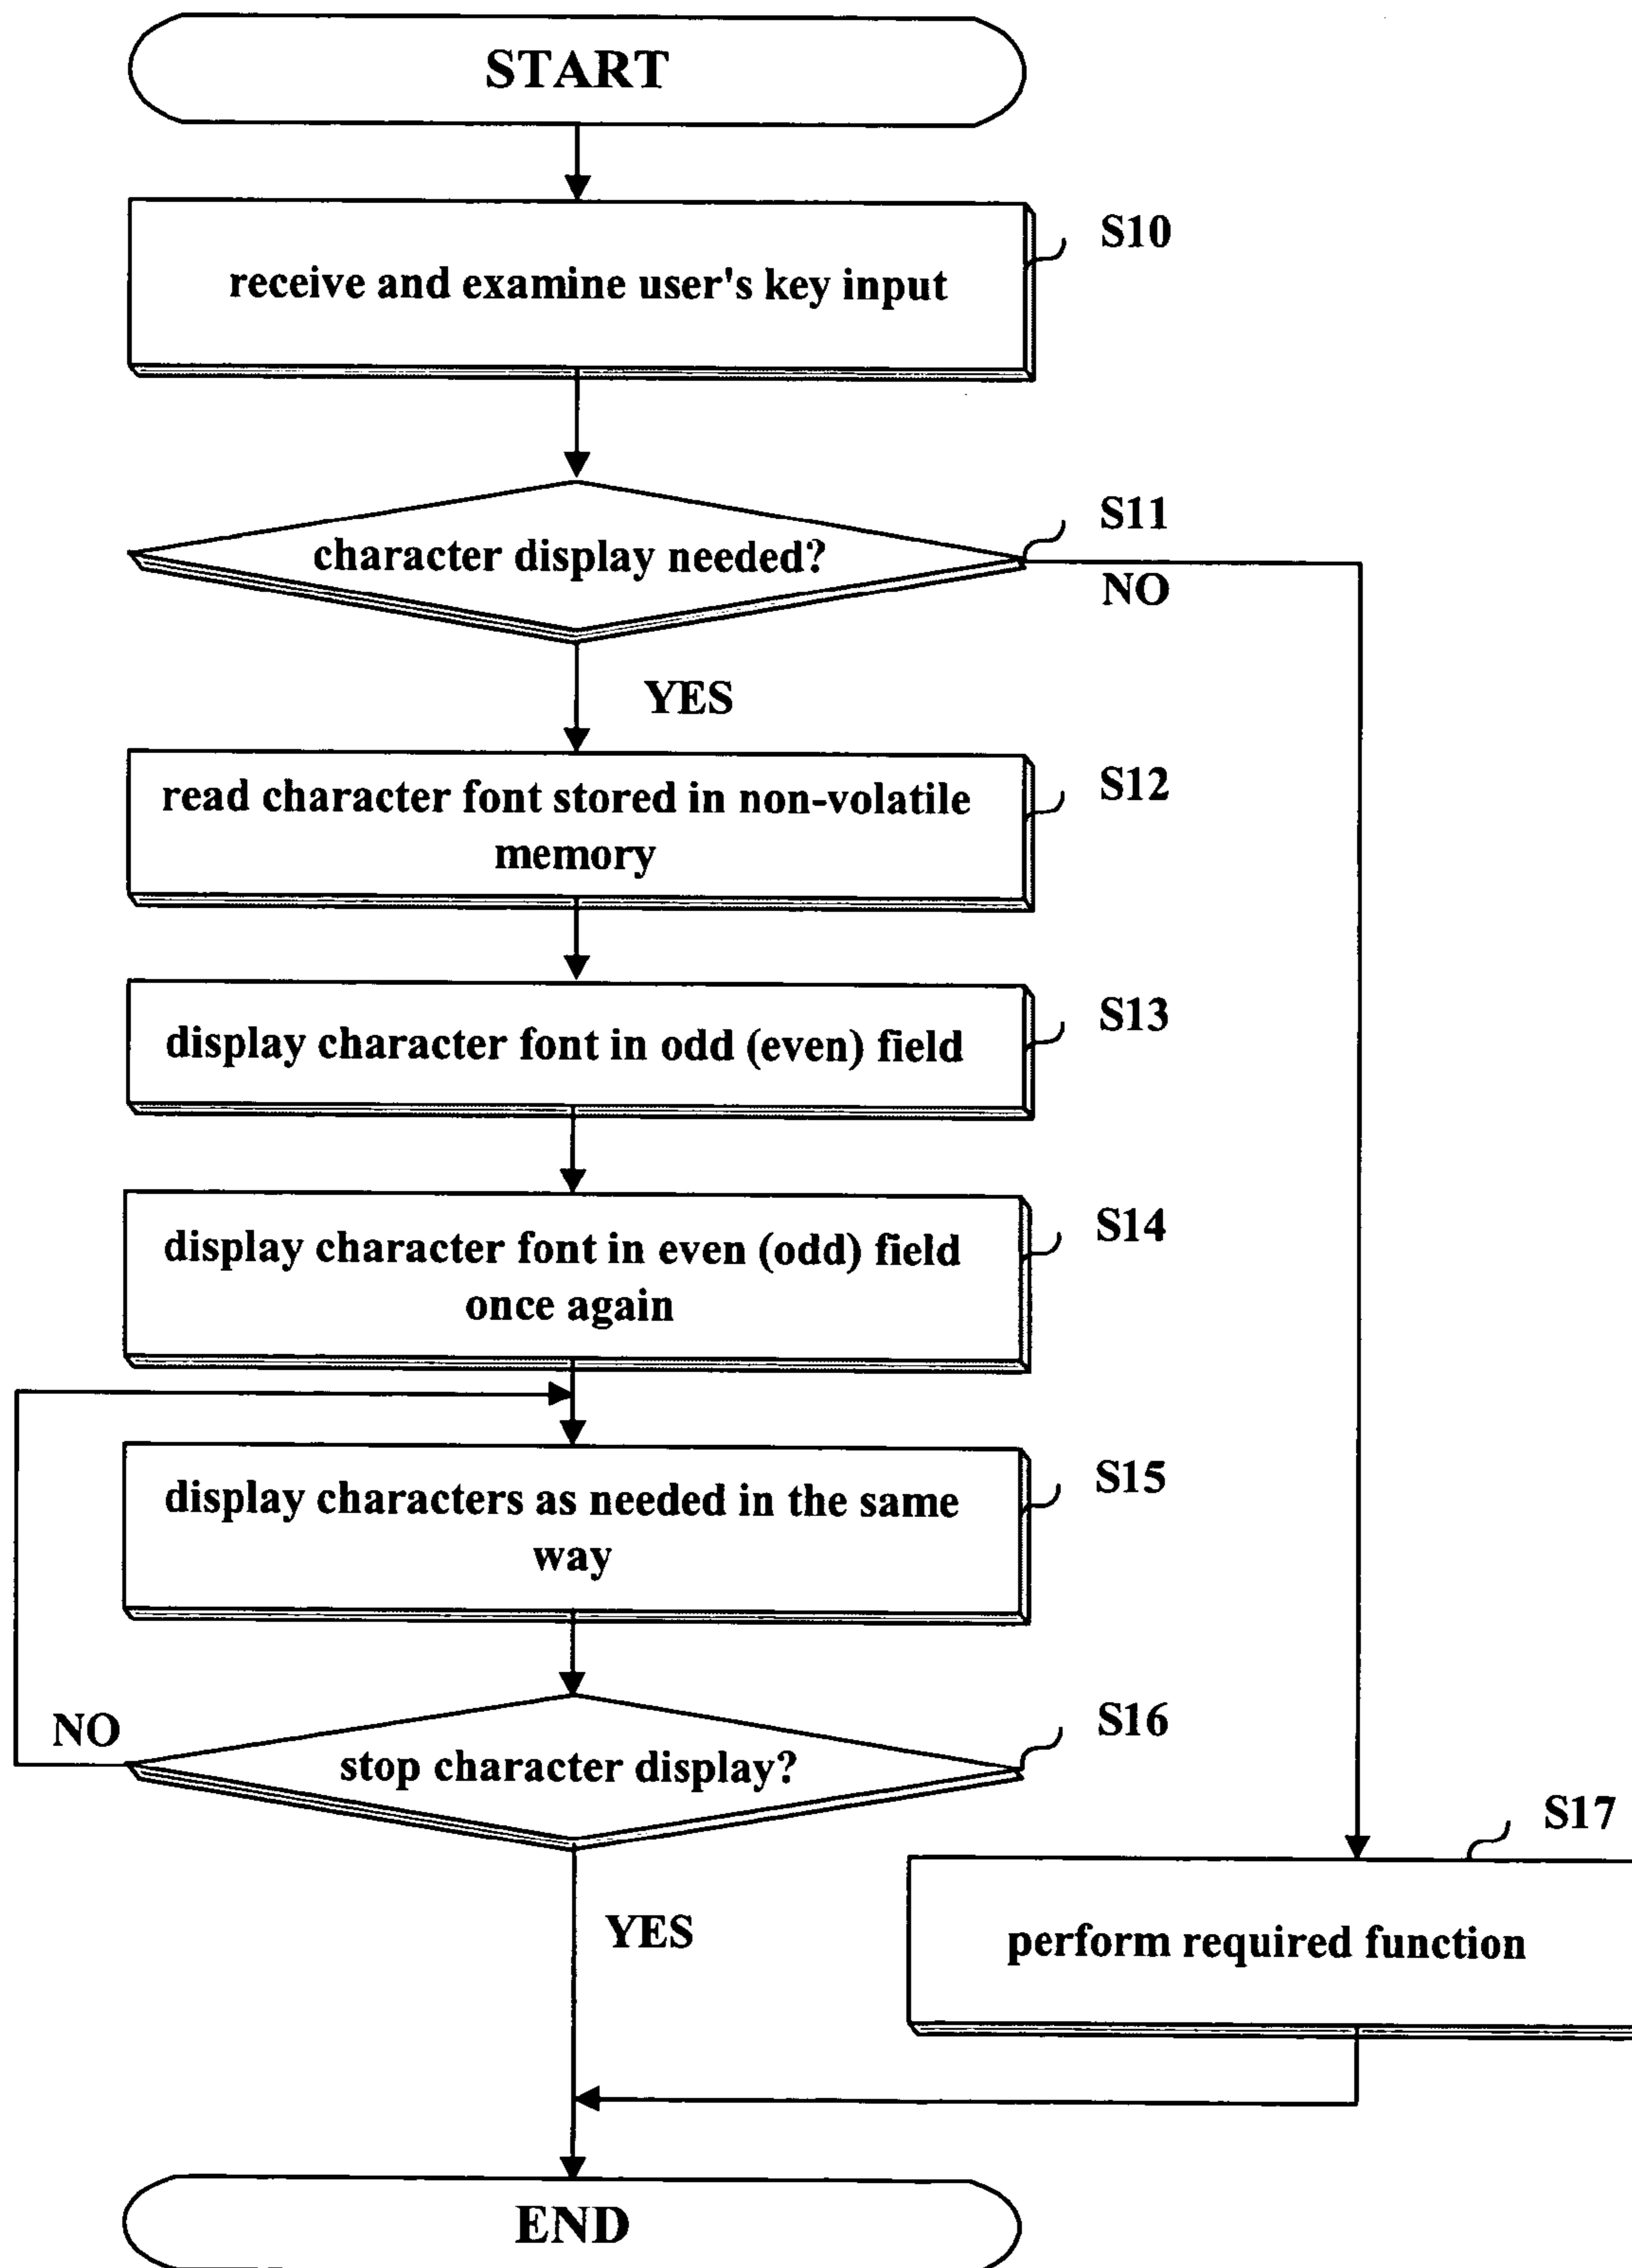 START
receive and examine user's key input
S10
character display needed?
S11
NO
YES
read character font stored in non-volatile
memory
S12
display character font in odd (even) field
S13
display character font in even (odd) field
once again
S14
display characters as needed in the same
way
S15
NO
stop character display?
S16
S17
YES
perform required function
END